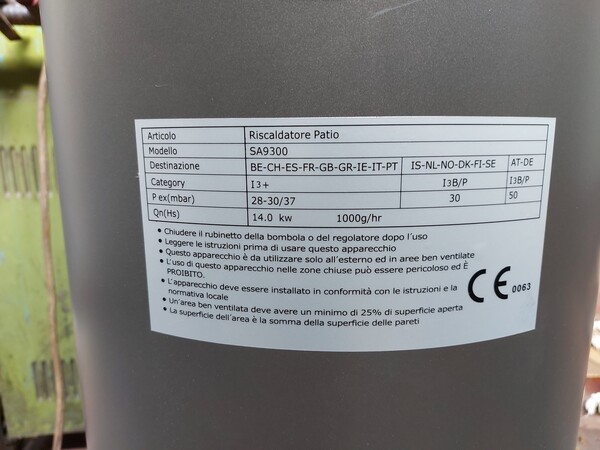 Articolo Riscaldatore Patio
Modello SA9300
Destinazione BE-CH-ES-FR-GB-GR-IE-IT-PT IS-NL-NO-DK-FI-SE AT-DE
Category I3+ I3B/P I3B/P
P ex(mbar) 28-30/37 30 50
Qn(Hs) 14.0 kw 1000g/hr
• Chiudere il rubinetto della bombola o del regolatore dopo l´uso
• Leggere le istruzioni prima di usare questo apparecchio
• Questo apparecchio è da utilizzare solo all´esterno ed in aree ben ventilate
• L´uso di questo apparecchio nelle zone chiuse può essere pericoloso ed È
PROIBITO.
• L´apparecchio deve essere installato in conformità con le istruzioni e la
normativa locale
• Un´area ben ventilata deve avere un minimo di 25% di superficie aperta
• La superficie dell´area è la somma della superficie delle pareti
CE 0063